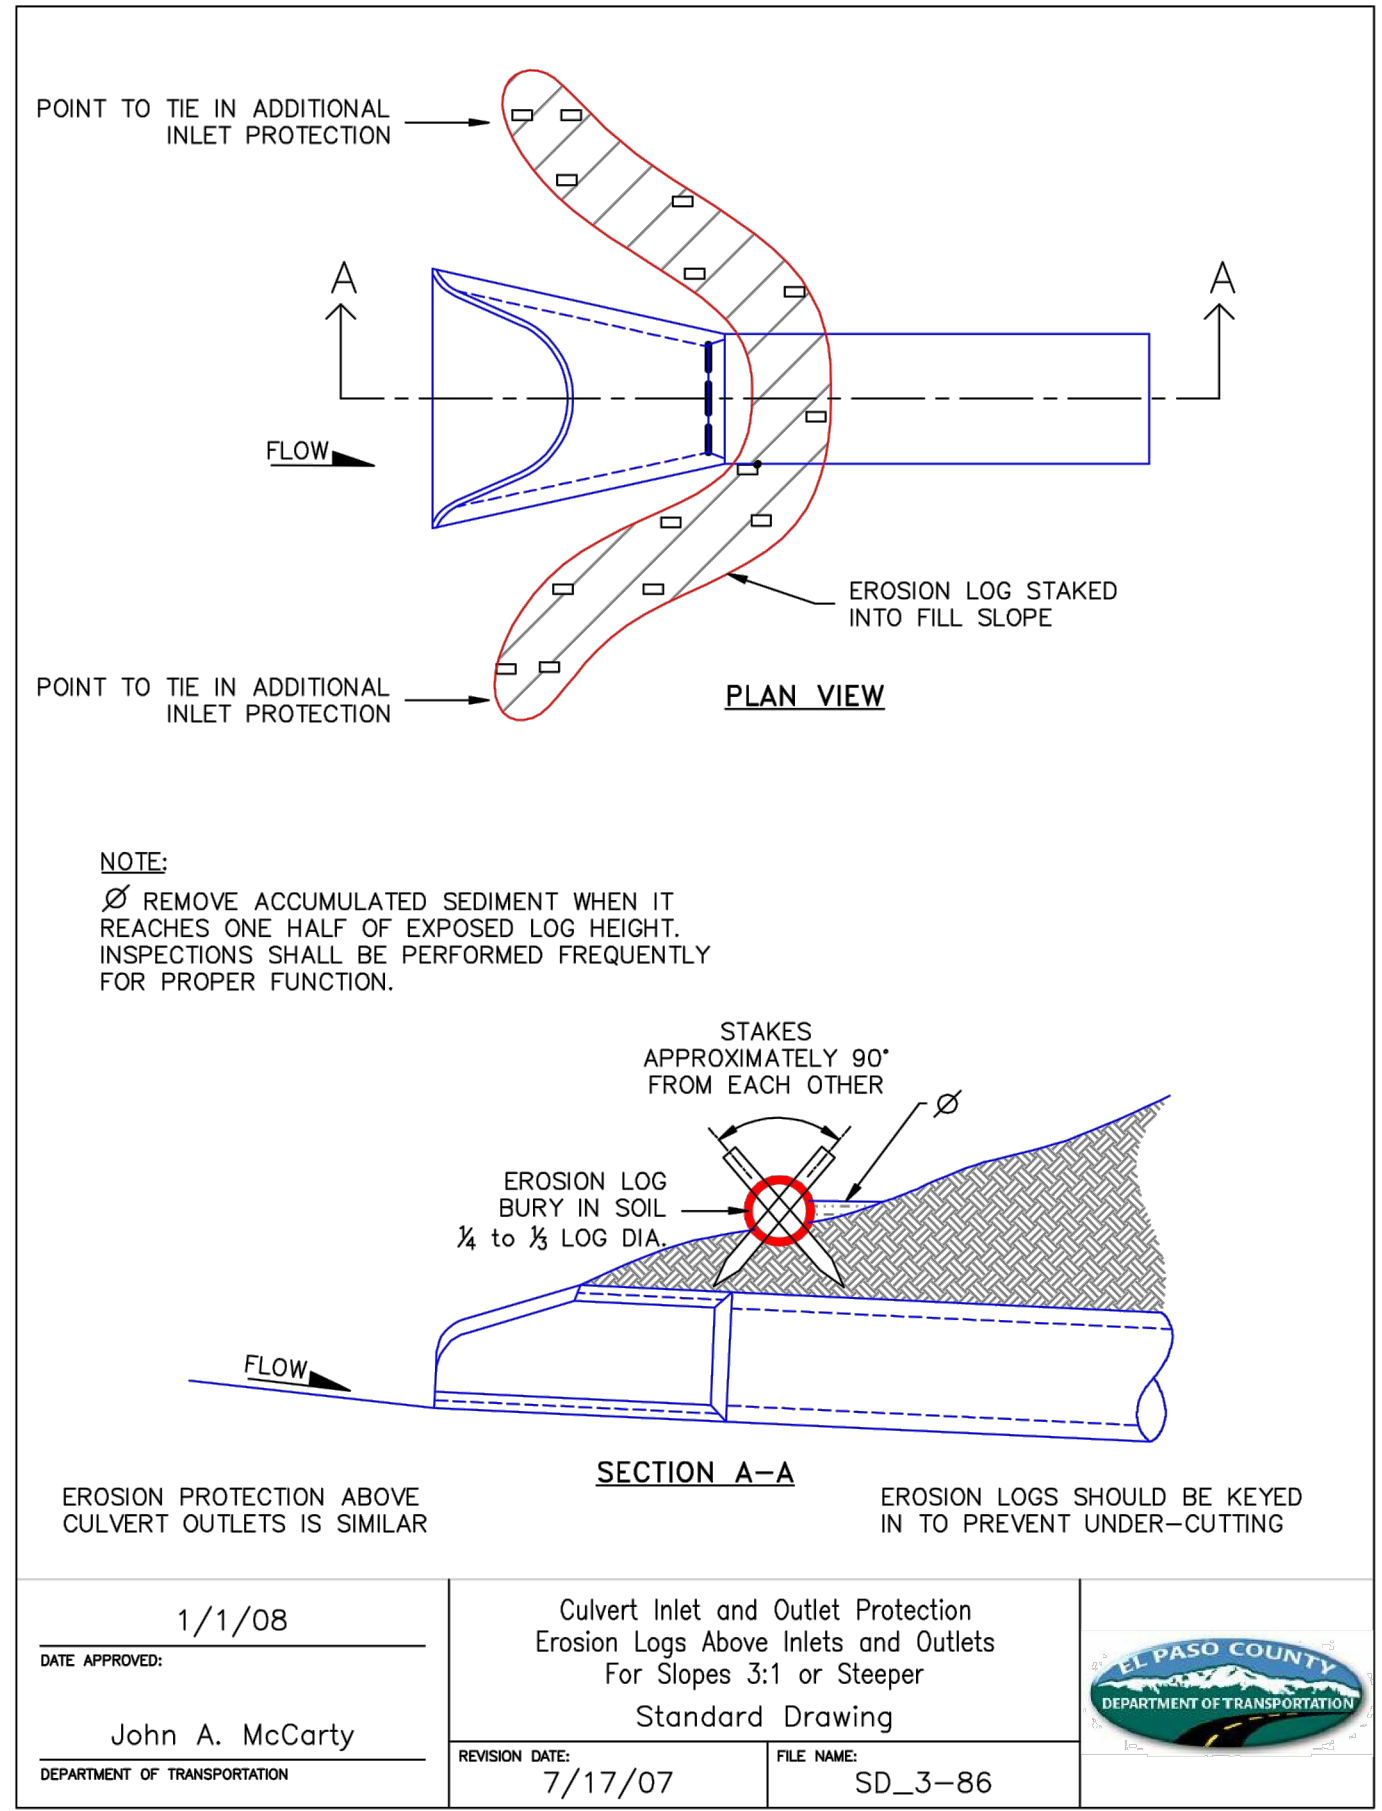 POINT TO TIE IN ADDITIONAL
INLET PROTECTION
A
A
FLOW
EROSION LOG STAKED
INTO FILL SLOPE
POINT TO TIE IN ADDITIONAL
INLET PROTECTION
PLAN VIEW
NOTE:
Ø REMOVE ACCUMULATED SEDIMENT WHEN IT
REACHES ONE HALF OF EXPOSED LOG HEIGHT.
INSPECTIONS SHALL BE PERFORMED FREQUENTLY
FOR PROPER FUNCTION.
STAKES
APPROXIMATELY 90°
FROM EACH OTHER
Ø
EROSION LOG
BURY IN SOIL
¼ to ⅓ LOG DIA.
FLOW
SECTION A-A
EROSION PROTECTION ABOVE
CULVERT OUTLETS IS SIMILAR
EROSION LOGS SHOULD BE KEYED
IN TO PREVENT UNDER-CUTTING
1/1/08
DATE APPROVED:
John A. McCarty
DEPARTMENT OF TRANSPORTATION
Culvert Inlet and Outlet Protection
Erosion Logs Above Inlets and Outlets
For Slopes 3:1 or Steeper
Standard Drawing
REVISION DATE:
7/17/07
FILE NAME:
SD_3-86
EL PASO COUNTY
DEPARTMENT OF TRANSPORTATION